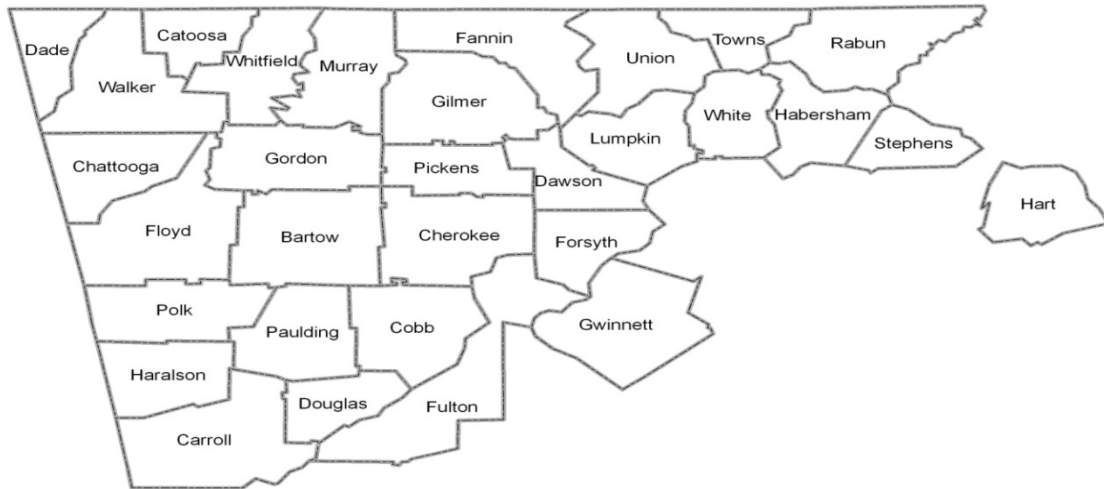 Dade
Catoosa
Whitfield
Murray
Fannin
Union
Towns
Rabun
Walker
Gilmer
White
Habersham
Lumpkin
Stephens
Chattooga
Gordon
Pickens
Dawson
Hart
Floyd
Bartow
Cherokee
Forsyth
Polk
Paulding
Cobb
Gwinnett
Haralson
Douglas
Fulton
Carroll